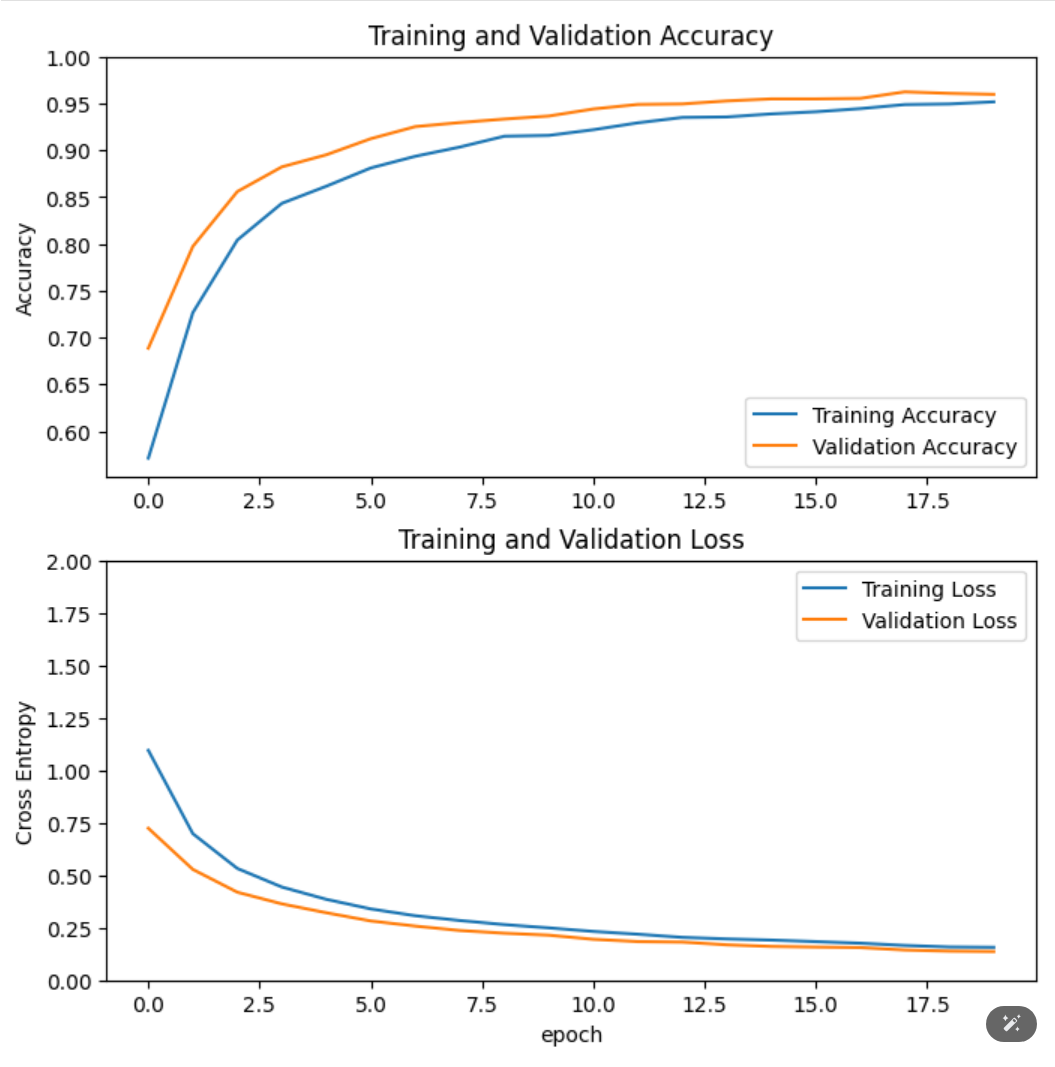 Training and Validation Accuracy
1.00
0.95
0.90
0.85
0.80
0.75
0.70
0.65
0.60
Accuracy
Training Accuracy
Validation Accuracy
0.0 2.5 5.0 7.5 10.0 12.5 15.0 17.5
Training and Validation Loss
2.00
1.75
1.50
1.25
1.00
0.75
0.50
0.25
0.00
Cross Entropy
Training Loss
Validation Loss
0.0 2.5 5.0 7.5 10.0 12.5 15.0 17.5
epoch